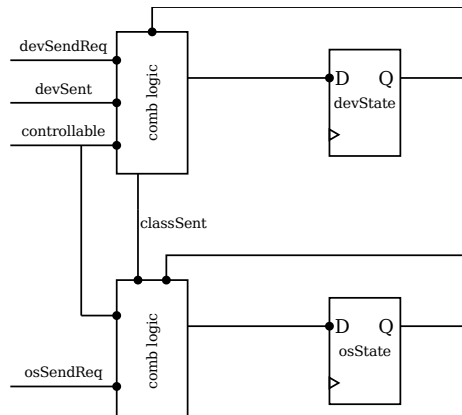 devSendReq
devSent
controllable
comb logic
D Q
devState
classSent
osSendReq
comb logic
D Q
osState